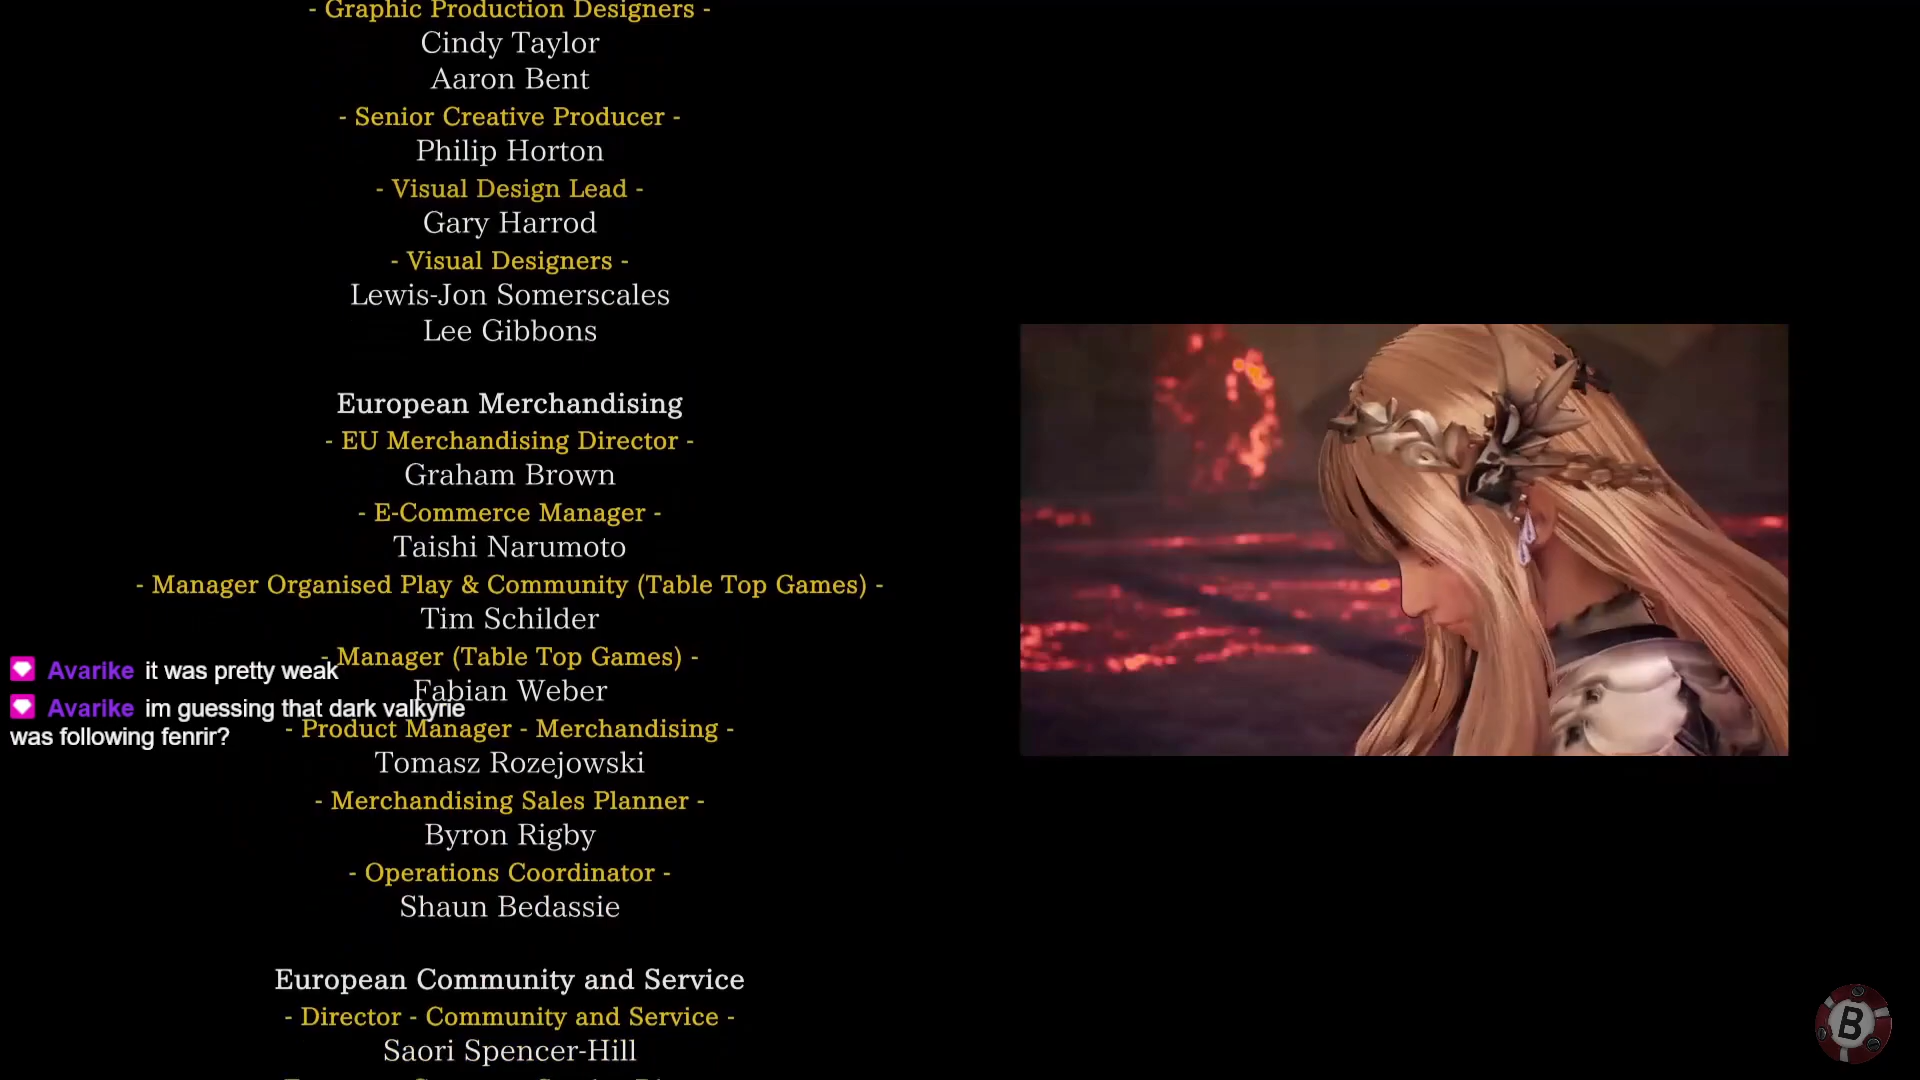 - Graphic Production Designers -
Cindy Taylor
Aaron Bent
- Senior Creative Producer -
Philip Horton
- Visual Design Lead -
Gary Harrod
- Visual Designers -
Lewis-Jon Somerscales
Lee Gibbons
European Merchandising
- EU Merchandising Director -
Graham Brown
- E-Commerce Manager -
Taishi Narumoto
- Manager Organised Play & Community (Table Top Games) -
Tim Schilder
- Manager (Table Top Games) -
Fabian Weber
- Product Manager - Merchandising -
Tomasz Rozejowski
- Merchandising Sales Planner -
Byron Rigby
- Operations Coordinator -
Shaun Bedassie
European Community and Service
- Director - Community and Service -
Saori Spencer-Hill
Avarike it was pretty weak
Avarike im guessing that dark valkyrie
was following fenrir?
B